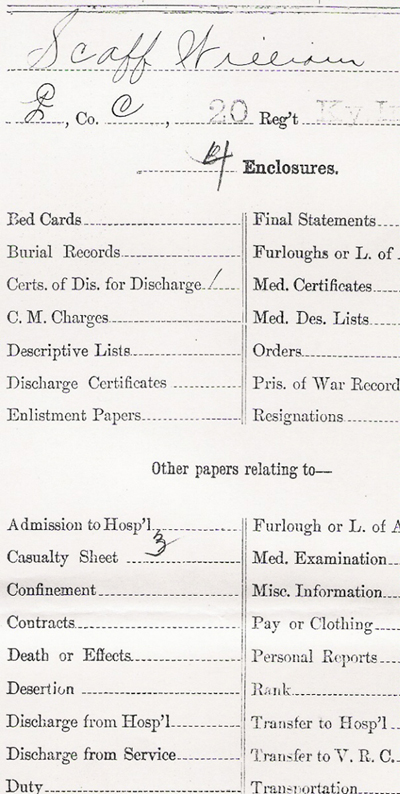 Scaff William
P, Co. C, 20 Reg't Ky In
4 Enclosures.
Bed Cards
Burial Records
Certs. of Dis. for Discharge /
C. M. Charges
Descriptive Lists
Discharge Certificates
Enlistment Papers
Final Statements
Furloughs or L. of
Med. Certificates
Med. Des. Lists
Orders
Pris. of War Record
Resignations
Other papers relating to—
Admission to Hosp'l
Casualty Sheet 3
Confinement
Contracts
Death or Effects
Desertion
Discharge from Hosp'l
Discharge from Service
Duty
Furlough or L. of A
Med. Examination
Misc. Information
Pay or Clothing
Personal Reports
Rank
Transfer to Hosp'l
Transfer to V. R. C.
Transportation